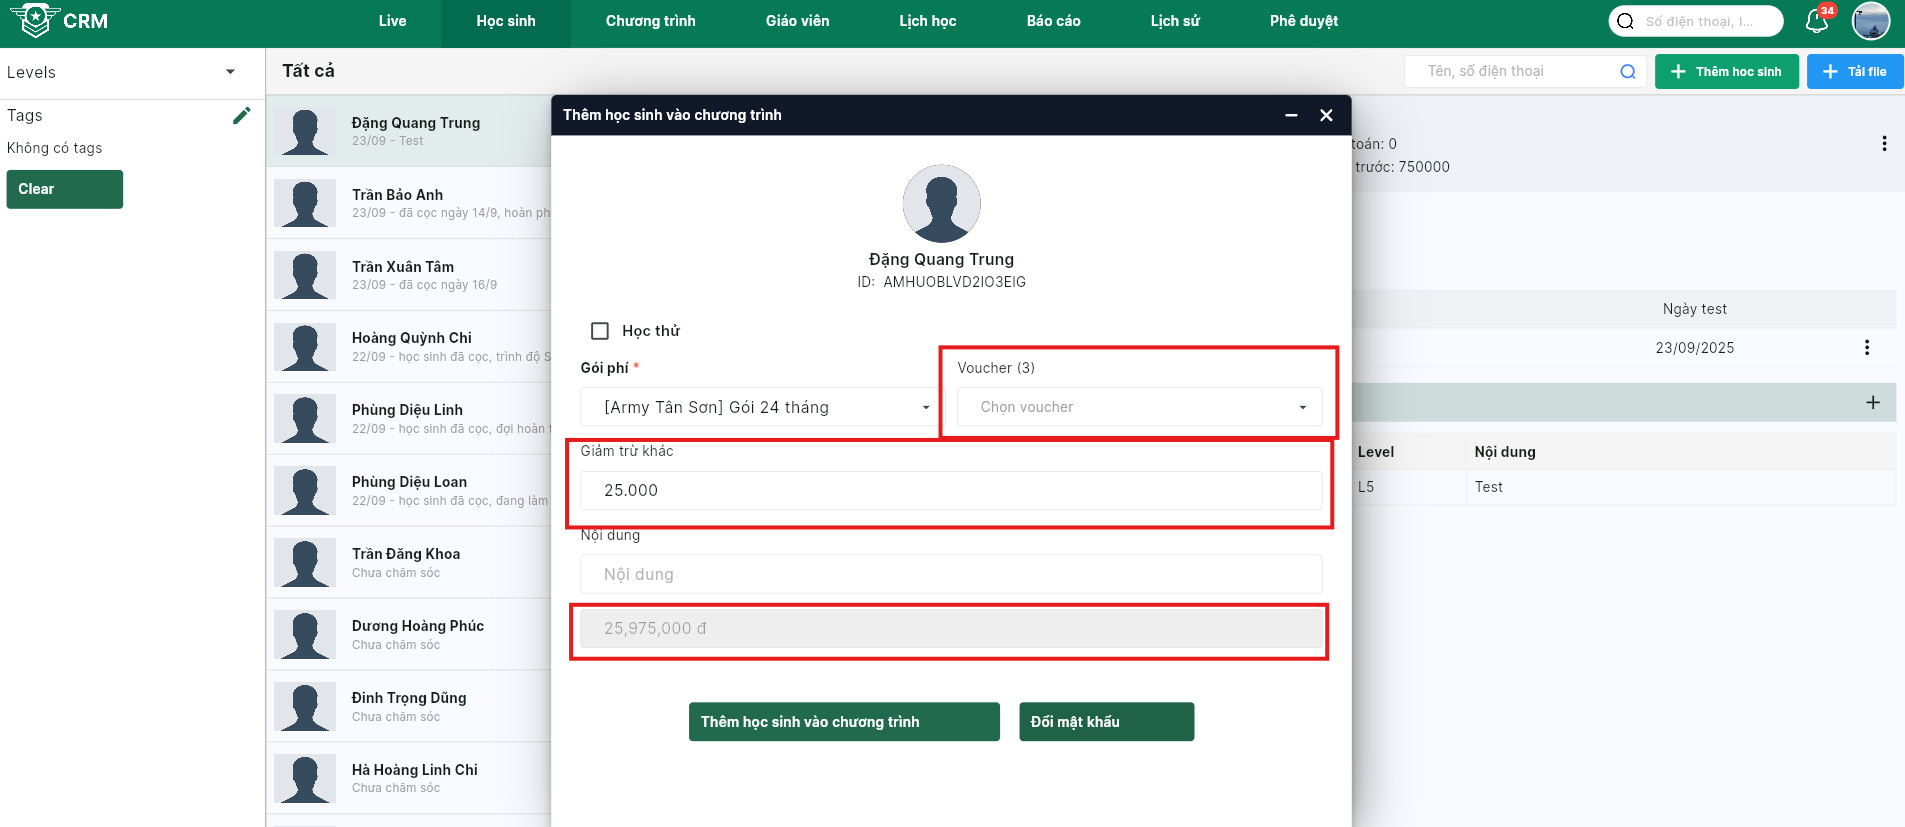 CRM
Live
Học sinh
Chương trình
Giáo viên
Lịch học
Báo cáo
Lịch sử
Phê duyệt
Số điện thoại, l...
34
Levels
Tags
Không có tags
Clear
Tất cả
Tên, số điện thoại
Thêm hoc sinh
Tải file
Đặng Quang Trung
23/09 - Test
Trần Bảo Anh
23/09 - đã cọc ngày 14/9, hoàn ph
Trần Xuân Tâm
23/09 - đã cọc ngày 16/9
Hoàng Quỳnh Chi
22/09 - học sinh đã cọc, trình độ S
Phùng Diệu Linh
22/09 - học sinh đã cọc, đợi hoàn t
Phùng Diệu Loan
22/09 - học sinh đã cọc, đang làm
Trần Đăng Khoa
Chưa chăm sóc
Dương Hoàng Phúc
Chưa chăm sóc
Đinh Trọng Dũng
Chưa chăm sóc
Hà Hoàng Linh Chi
Chưa chăm sóc
Thêm học sinh vào chương trình
Đặng Quang Trung
ID: AMHUOBLVD2IO3EIG
Học thử
Gói phí *
[Army Tân Sơn] Gói 24 tháng
Voucher (3)
Chọn voucher
Giảm trừ khác
25.000
Nội dung
Nội dung
25,975,000 đ
Thêm học sinh vào chương trình
Đổi mật khẩu
toán: 0
trước: 750000
Ngày test
23/09/2025
Level
Nội dung
L5
Test